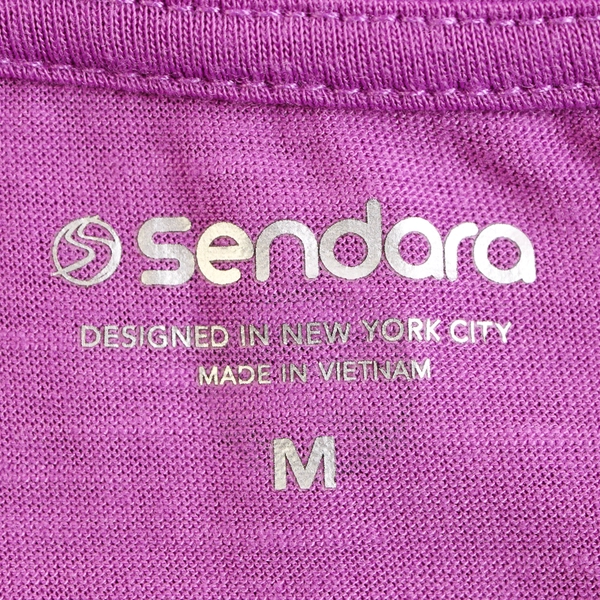 sendara
DESIGNED IN NEW YORK CITY
MADE IN VIETNAM
M